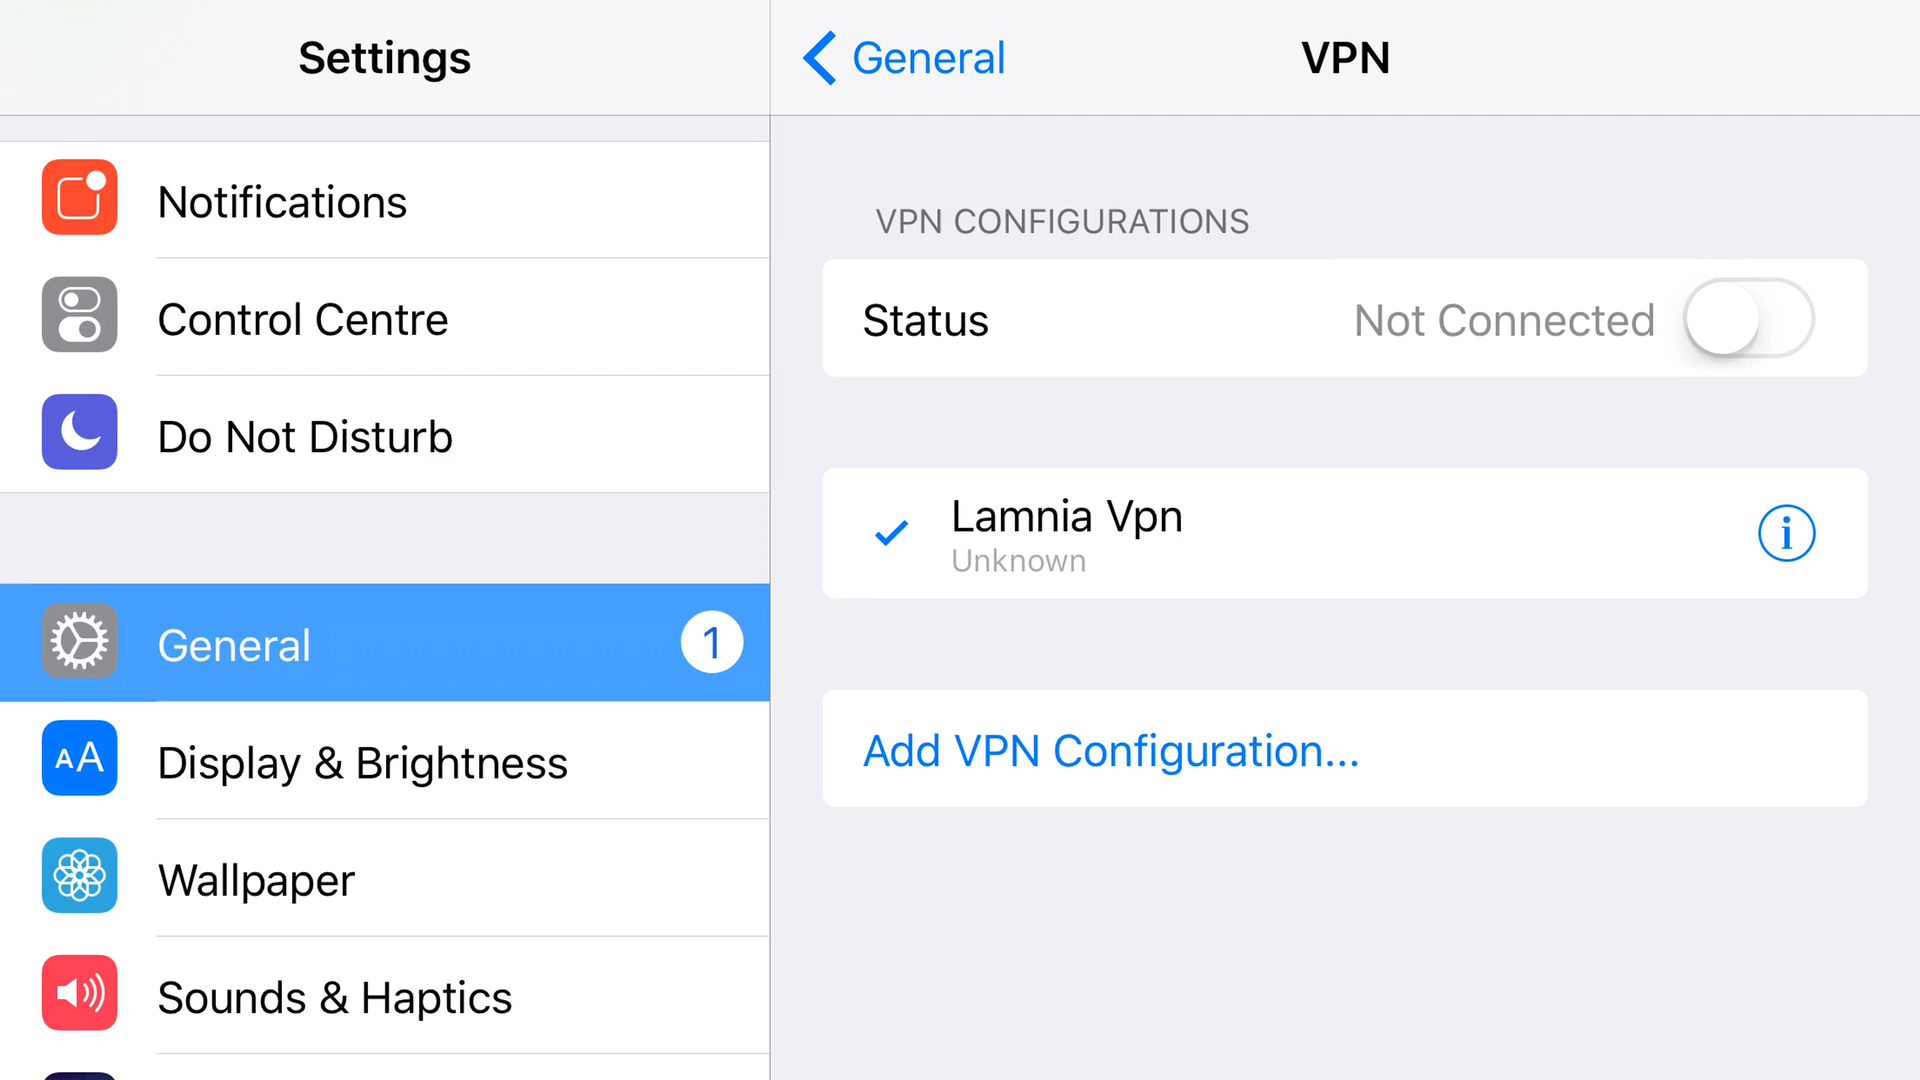 Settings
Notifications
Control Centre
Do Not Disturb
General
1
AA
Display & Brightness
Wallpaper
Sounds & Haptics
General
VPN
VPN CONFIGURATIONS
Status
Not Connected
Lamnia Vpn
Unknown
i
Add VPN Configuration...